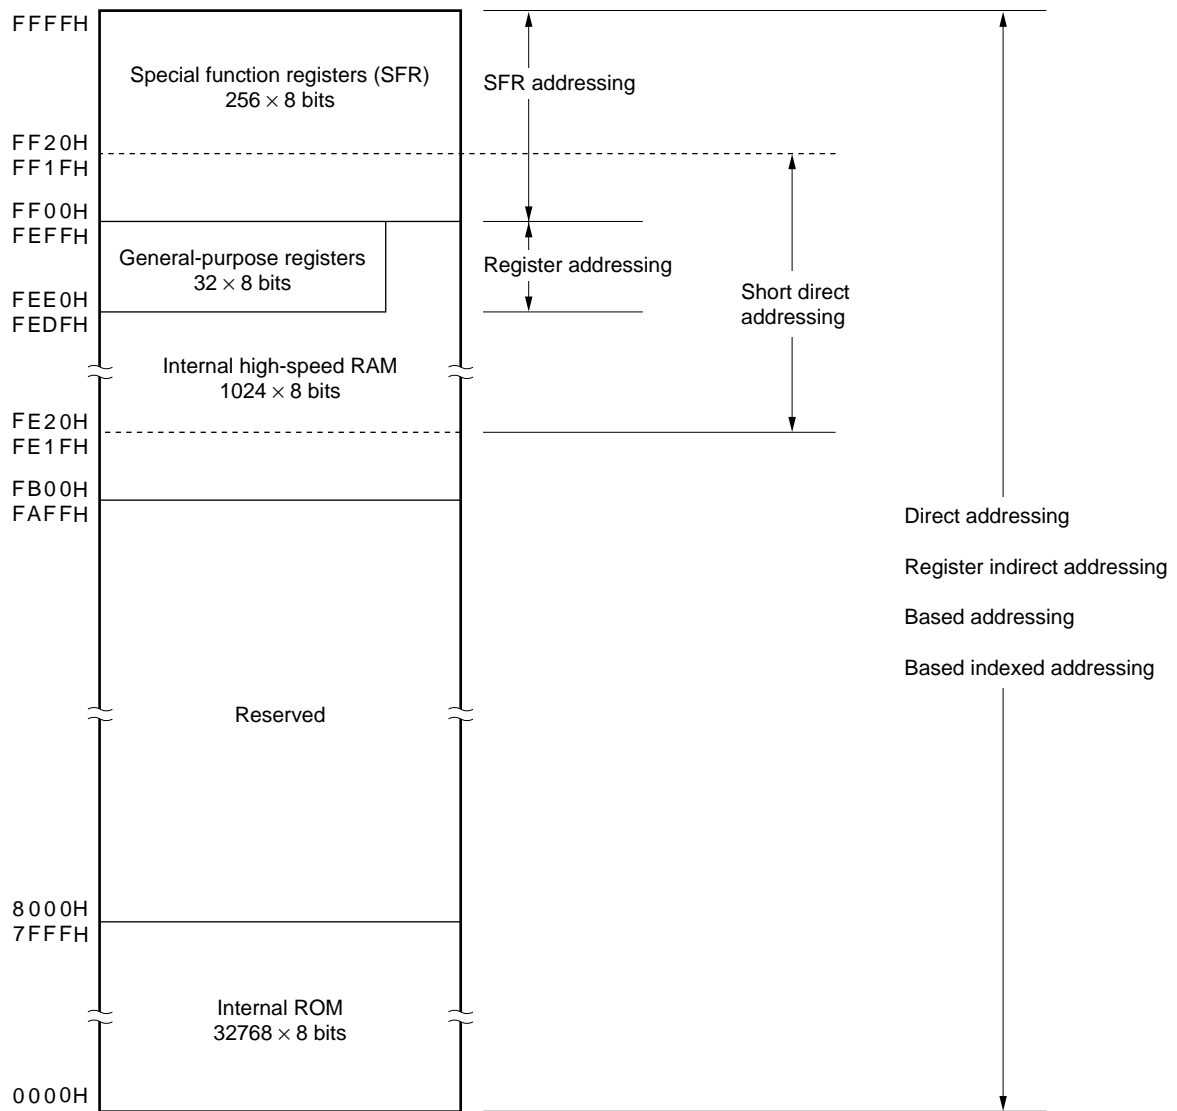 FFFFH
Special function registers (SFR)
256 × 8 bits
SFR addressing
FF20H
FF1FH
FF00H
FEFFH
General-purpose registers
32 × 8 bits
Register addressing
FEE0H
FEDFH
Short direct
addressing
Internal high-speed RAM
1024 × 8 bits
FE20H
FE1FH
FB00H
FAFFH
Direct addressing
Register indirect addressing
Based addressing
Based indexed addressing
Reserved
8000H
7FFFH
Internal ROM
32768 × 8 bits
0000H